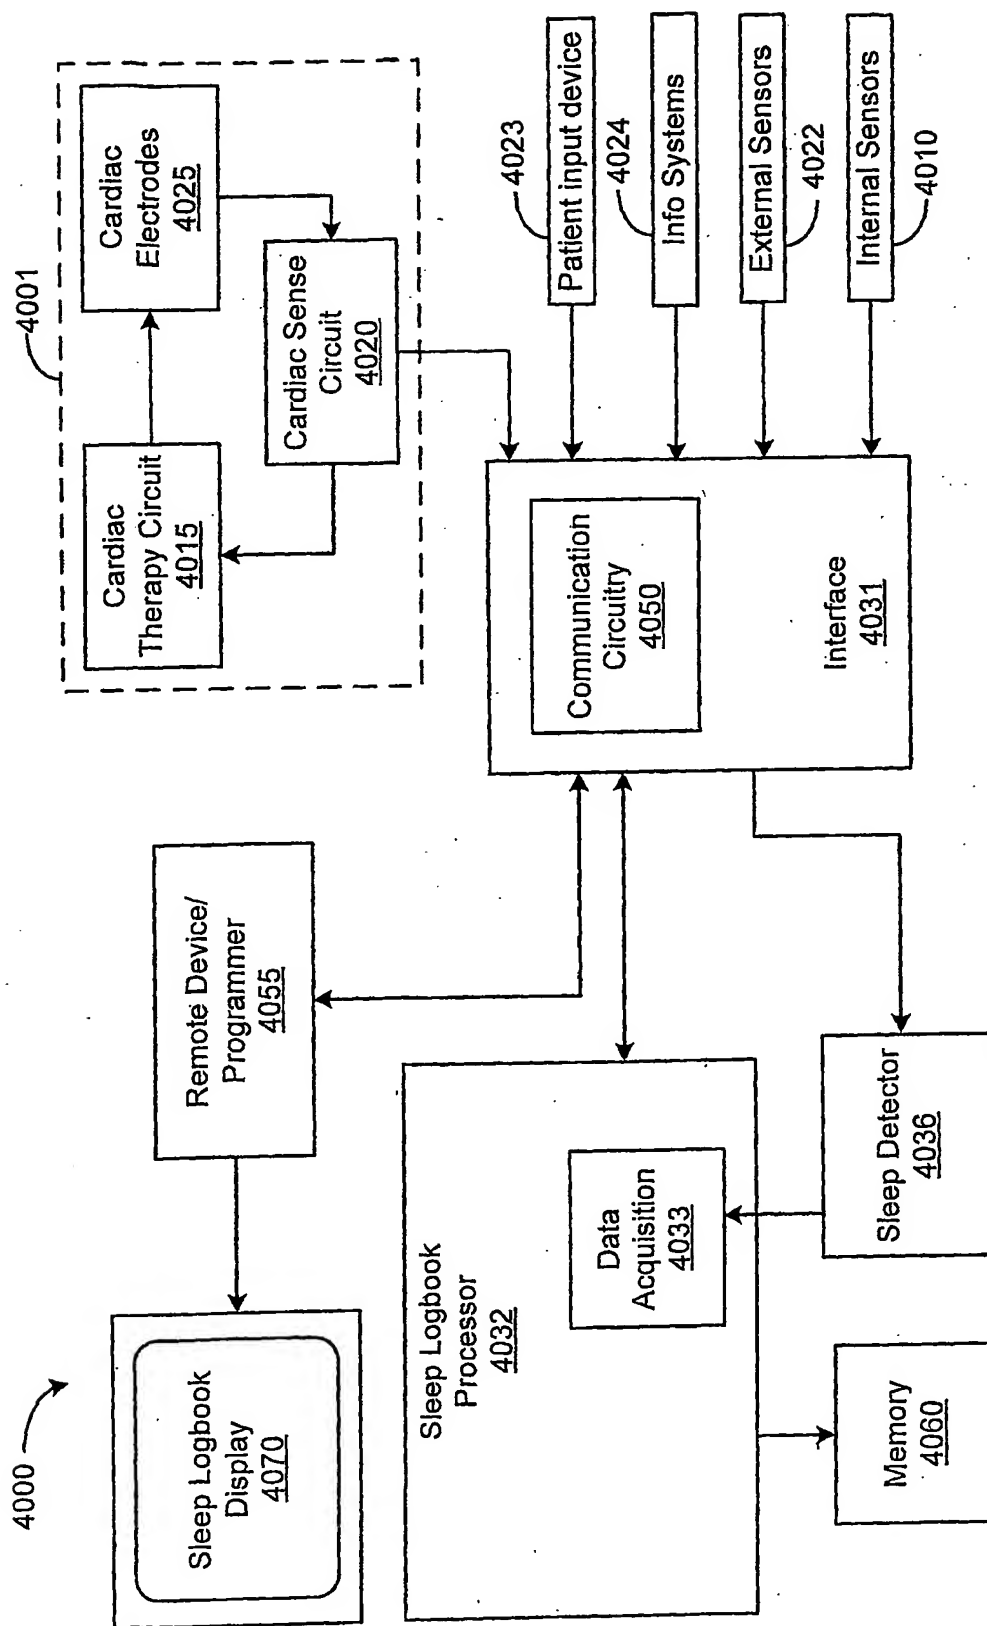 4000
Sleep Logbook
Display
4070
Remote Device/
Programmer
4055
4001
Cardiac
Therapy Circuit
4015
Cardiac
Electrodes
4025
Cardiac Sense
Circuit
4020
Sleep Logbook
Processor
4032
Data
Acquisition
4033
Communication
Circuitry
4050
Interface
4031
4023
Patient input device
4024
Info Systems
External Sensors
4022
Internal Sensors
4010
Memory
4060
Sleep Detector
4036